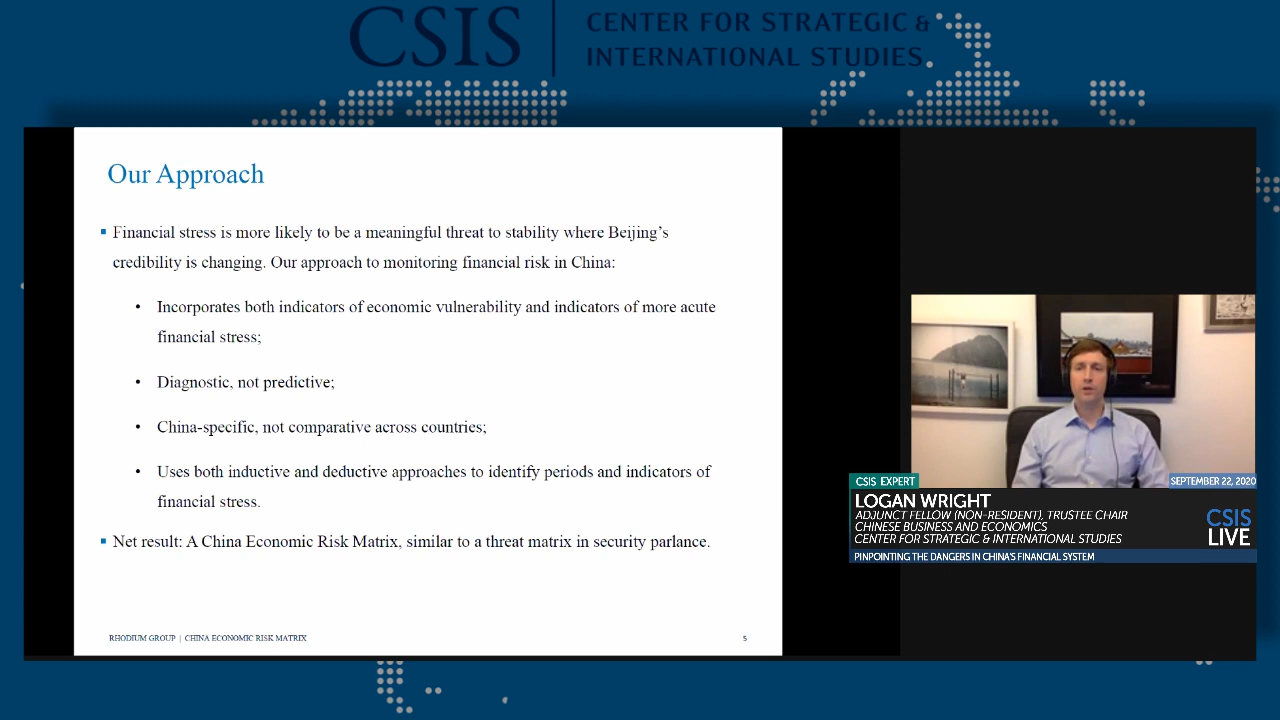 CSIS
CENTER FOR STRATEGIC &
INTERNATIONAL STUDIES
Our Approach
▪ Financial stress is more likely to be a meaningful threat to stability where Beijing’s
credibility is changing. Our approach to monitoring financial risk in China:
• Incorporates both indicators of economic vulnerability and indicators of more acute
financial stress;
• Diagnostic, not predictive;
• China-specific, not comparative across countries;
• Uses both inductive and deductive approaches to identify periods and indicators of
financial stress.
▪ Net result: A China Economic Risk Matrix, similar to a threat matrix in security parlance.
RHODIUM GROUP | CHINA ECONOMIC RISK MATRIX
5
CSIS EXPERT
SEPTEMBER 22, 2020
LOGAN WRIGHT
ADJUNCT FELLOW (NON-RESIDENT), TRUSTEE CHAIR
CHINESE BUSINESS AND ECONOMICS
CENTER FOR STRATEGIC & INTERNATIONAL STUDIES
CSIS
LIVE
PINPOINTING THE DANGERS IN CHINA'S FINANCIAL SYSTEM